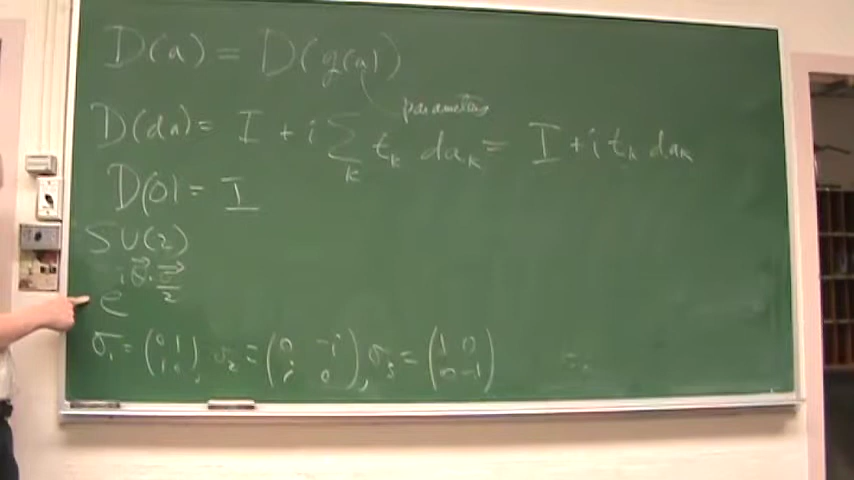 D(a) = D(g(a))
parameters
D(da) = I + i ∑_k t_k da_k = I + i t_k da_k
D(0) = I
SU(2)
e^{i θ⃗·σ⃗/2}
σ₁ = (0 1; 1 0), σ₂ = (0 -i; i 0), σ₃ = (1 0; 0 -1)